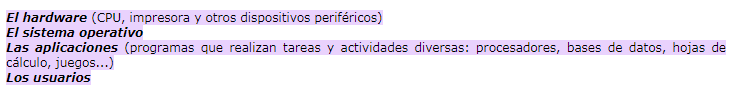 El hardware (CPU, impresora y otros dispositivos periféricos)
El sistema operativo
Las aplicaciones (programas que realizan tareas y actividades diversas: procesadores, bases de datos, hojas de
cálculo, juegos...)
Los usuarios